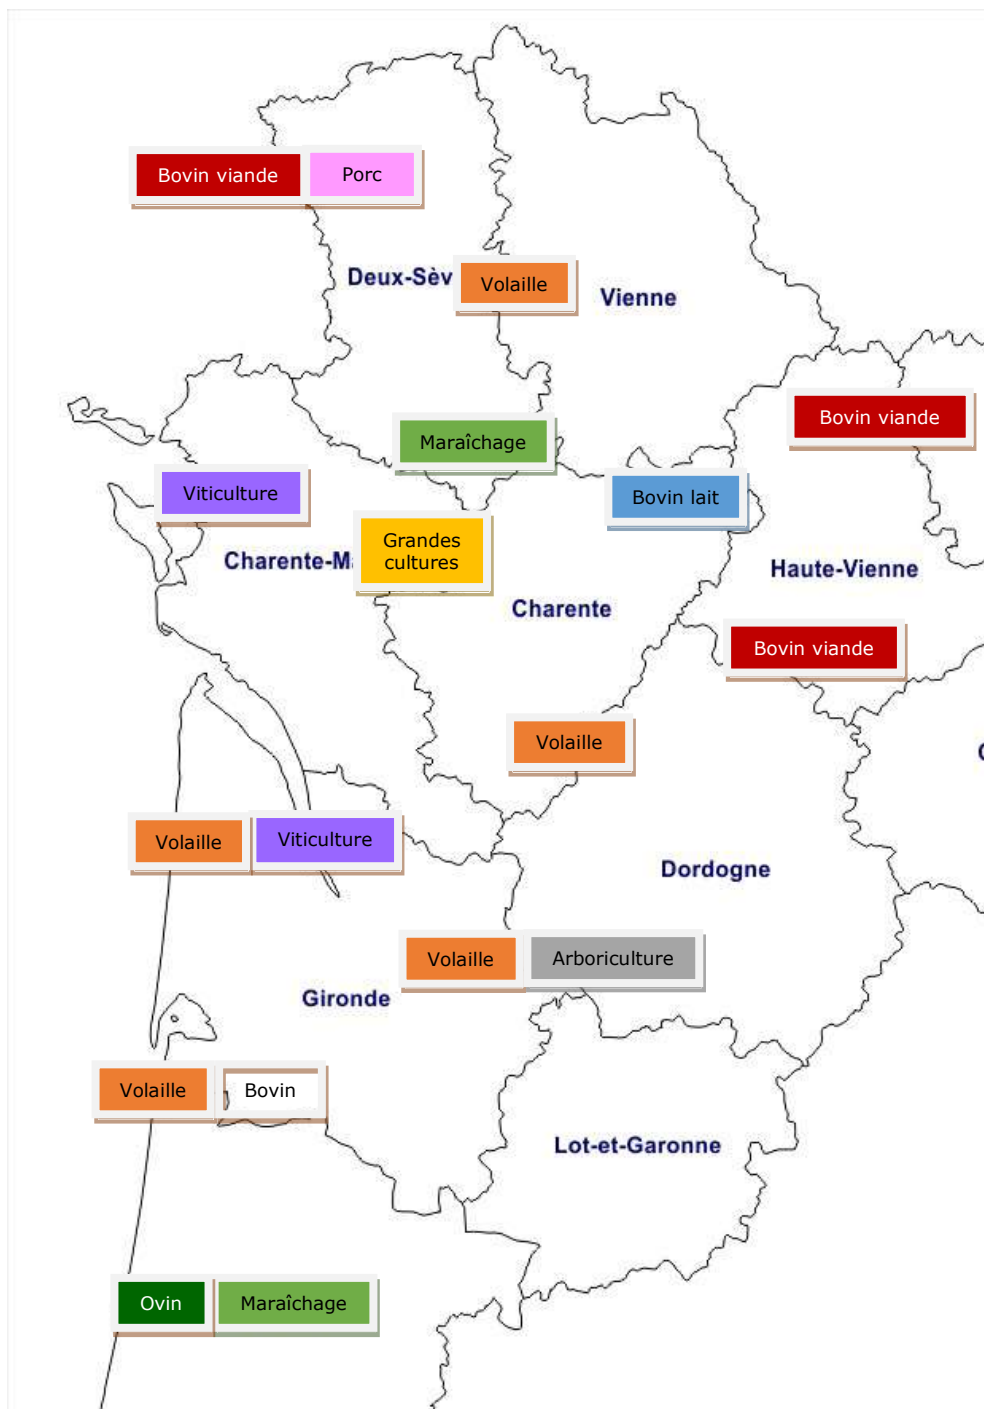 Bovin viande
Porc
Deux-Sèv
Volaille
Vienne
Bovin viande
Maraîchage
Viticulture
Bovin lait
Grandes
cultures
Charente-Ma
Haute-Vienne
Charente
Bovin viande
Volaille
Volaille
Viticulture
Dordogne
Volaille
Arboriculture
Gironde
Volaille
Bovin
Lot-et-Garonne
Ovin
Maraîchage